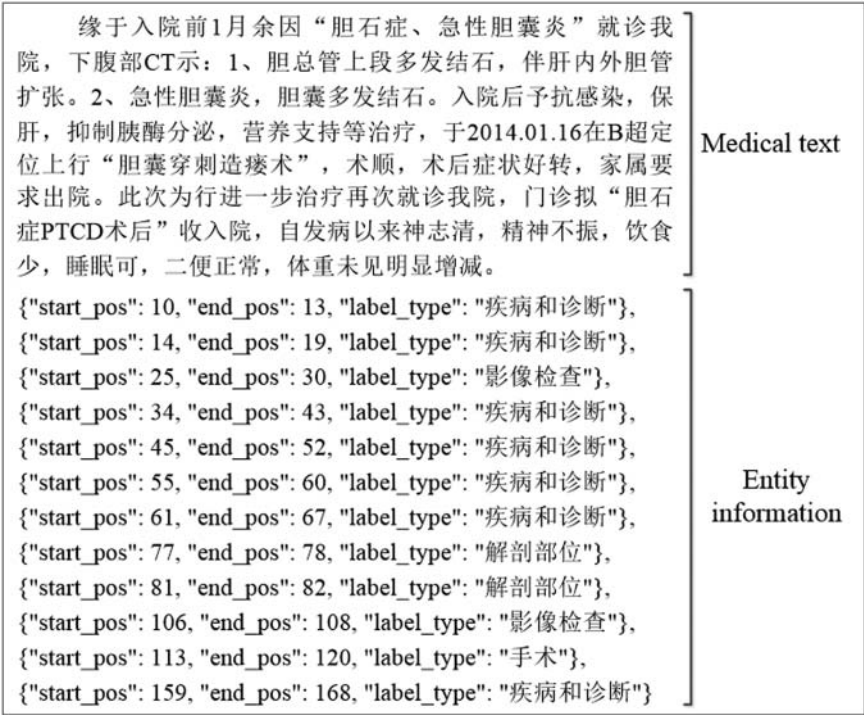 缘于入院前1月余因“胆石症、急性胆囊炎”就诊我
院，下腹部CT示：1、胆总管上段多发结石，伴肝内外胆管
扩张。2、急性胆囊炎，胆囊多发结石。入院后予抗感染，保
肝，抑制胰酶分泌，营养支持等治疗，于2014.01.16在B超定
位上行“胆囊穿刺造瘘术”，术顺，术后症状好转，家属要
求出院。此次为行进一步治疗再次就诊我院，门诊拟“胆石
症PTCD术后”收入院，自发病以来神志清，精神不振，饮食
少，睡眠可，二便正常，体重未见明显增减。
Medical text
{"start_pos": 10, "end_pos": 13, "label_type": "疾病和诊断"},
{"start_pos": 14, "end_pos": 19, "label_type": "疾病和诊断"},
{"start_pos": 25, "end_pos": 30, "label_type": "影像检查"},
{"start_pos": 34, "end_pos": 43, "label_type": "疾病和诊断"},
{"start_pos": 45, "end_pos": 52, "label_type": "疾病和诊断"},
{"start_pos": 55, "end_pos": 60, "label_type": "疾病和诊断"},
{"start_pos": 61, "end_pos": 67, "label_type": "疾病和诊断"},
{"start_pos": 77, "end_pos": 78, "label_type": "解剖部位"},
{"start_pos": 81, "end_pos": 82, "label_type": "解剖部位"},
{"start_pos": 106, "end_pos": 108, "label_type": "影像检查"},
{"start_pos": 113, "end_pos": 120, "label_type": "手术"},
{"start_pos": 159, "end_pos": 168, "label_type": "疾病和诊断"}
Entity
information